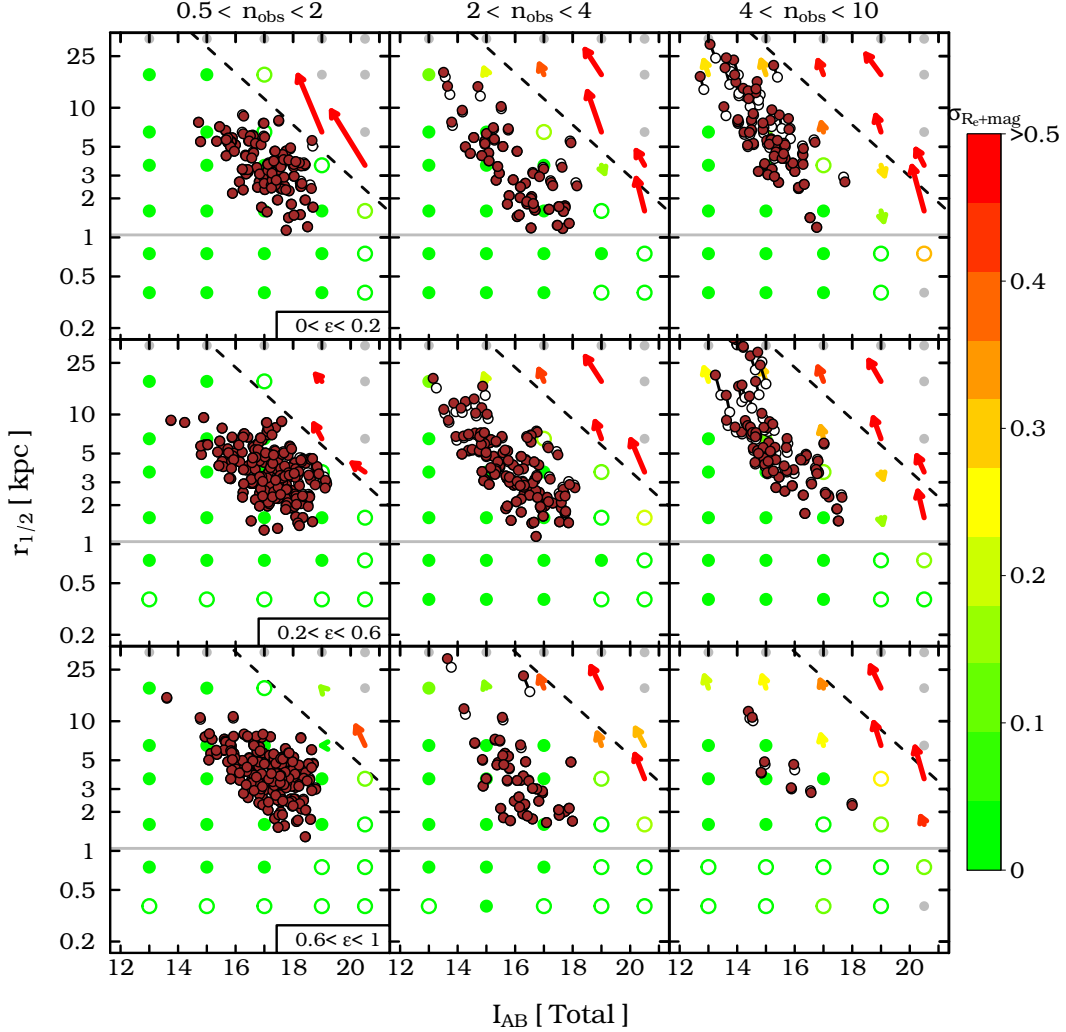 0.5 < n_obs < 2
2 < n_obs < 4
4 < n_obs < 10
25
10
5
3
2
1
0.5
0.2
0 < ε < 0.2
25
10
5
3
2
1
0.5
0.2
0.2 < ε < 0.6
25
10
5
3
2
1
0.5
0.2
0.6 < ε < 1
r_1/2 [ kpc ]
12 14 16 18 20
12 14 16 18 20
12 14 16 18 20
I_AB [ Total ]
σ_Re+mag
>0.5
0.4
0.3
0.2
0.1
0